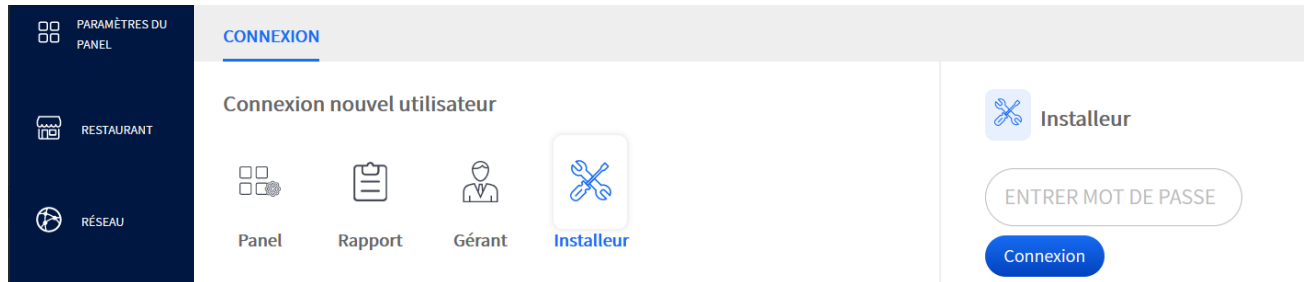 PARAMÈTRES DU
PANEL
RESTAURANT
RÉSEAU
CONNEXION
Connexion nouvel utilisateur
Panel
Rapport
Gérant
Installeur
Installeur
ENTRER MOT DE PASSE
Connexion